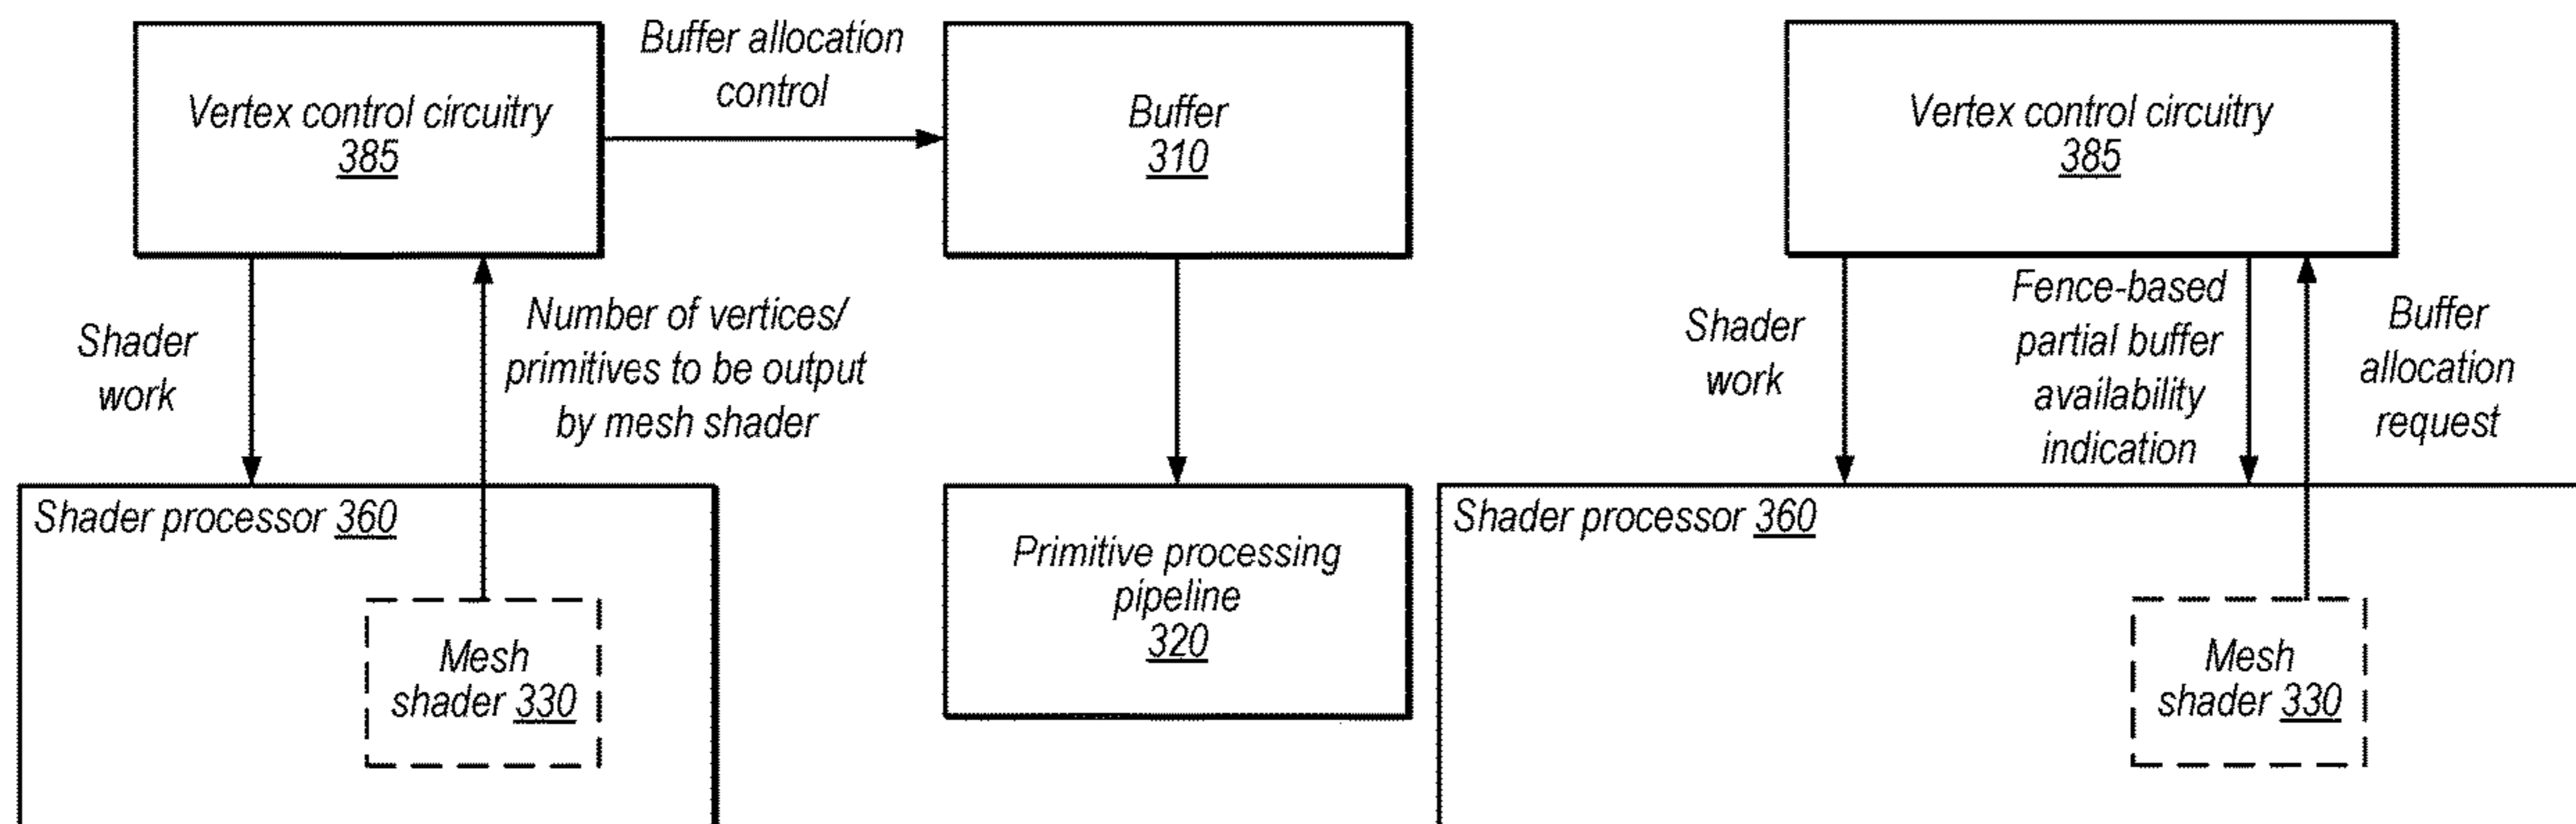 Vertex control circuitry
385
Buffer allocation
control
Buffer
310
Shader
work
Number of vertices/
primitives to be output
by mesh shader
Shader processor 360
Mesh
shader 330
Primitive processing
pipeline
320
Vertex control circuitry
385
Shader
work
Fence-based
partial buffer
availability
indication
Buffer
allocation
request
Shader processor 360
Mesh
shader 330